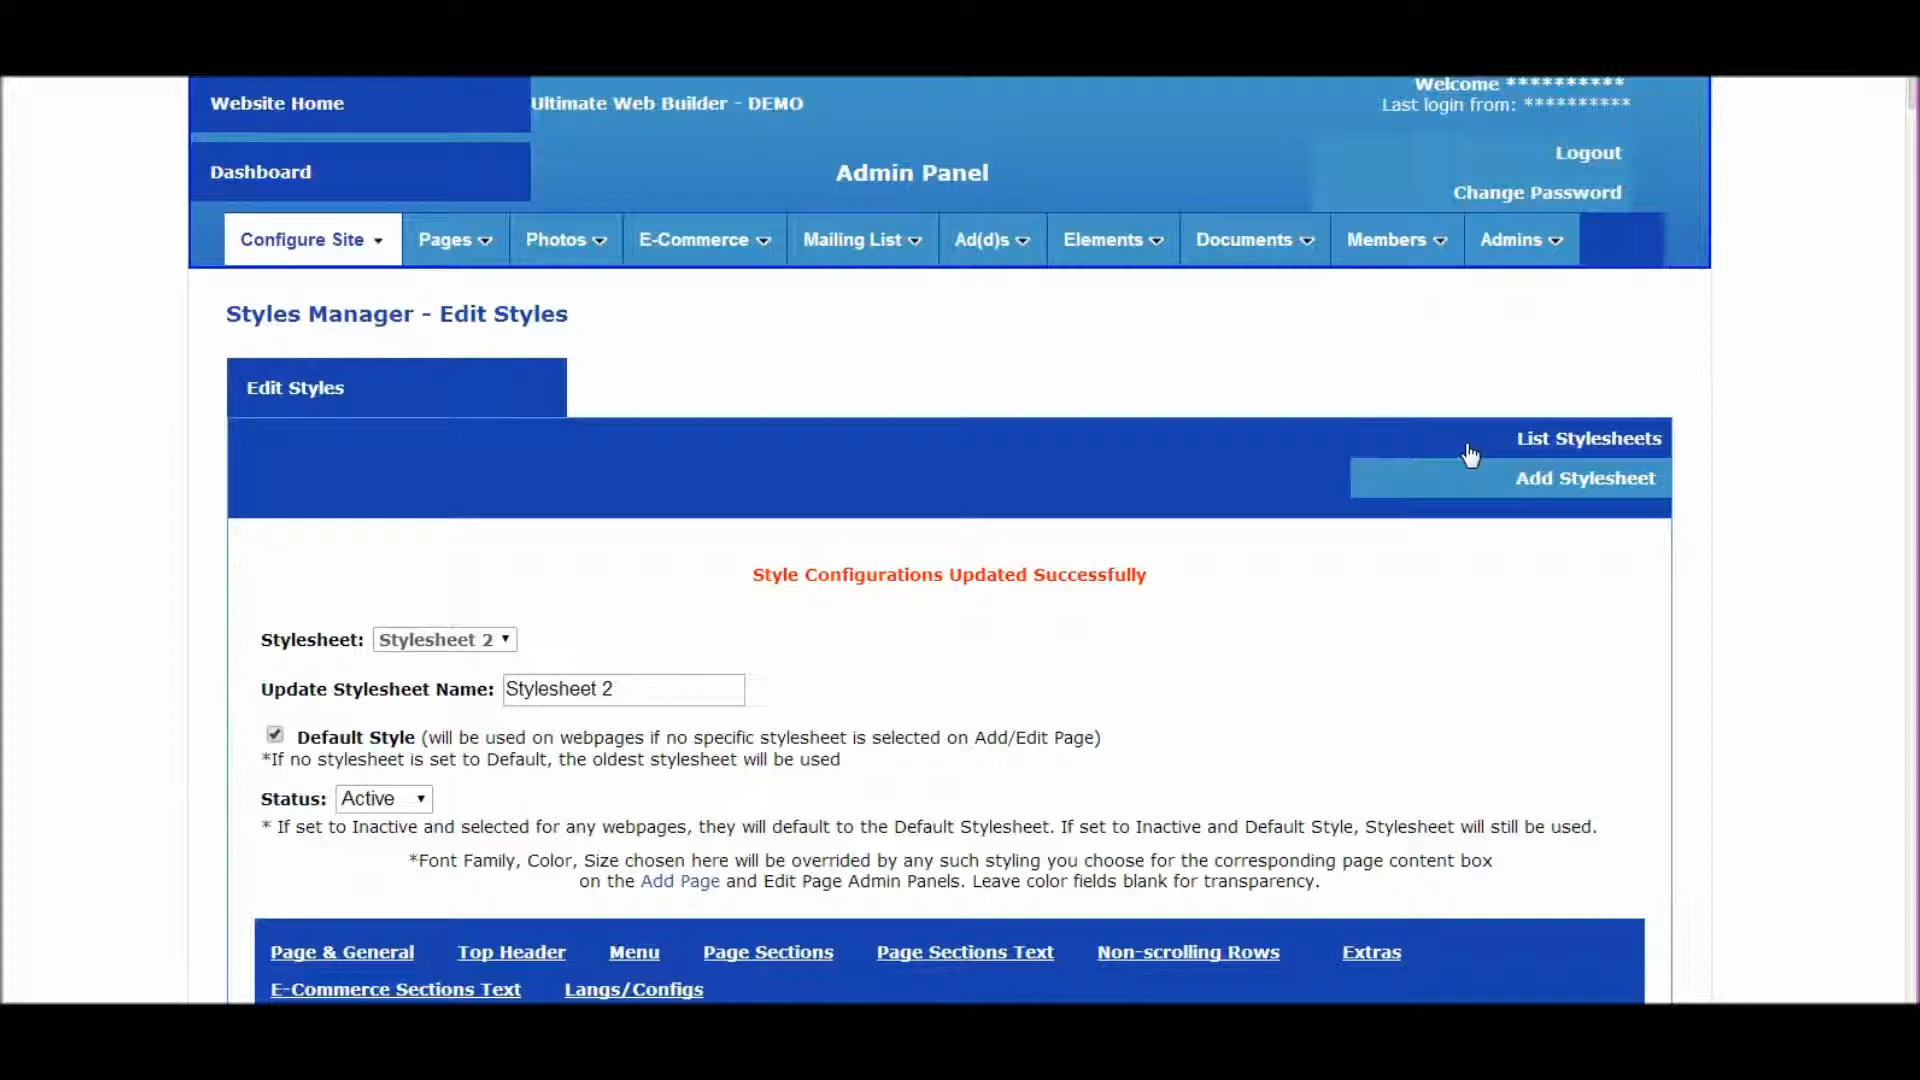 Website Home
Ultimate Web Builder - DEMO
Welcome **********
Last login from: **********
Dashboard
Admin Panel
Logout
Change Password
Configure Site
Pages
Photos
E-Commerce
Mailing List
Ad(d)s
Elements
Documents
Members
Admins
Styles Manager - Edit Styles
Edit Styles
List Stylesheets
Add Stylesheet
Style Configurations Updated Successfully
Stylesheet: Stylesheet 2
Update Stylesheet Name: Stylesheet 2
Default Style (will be used on webpages if no specific stylesheet is selected on Add/Edit Page)
*If no stylesheet is set to Default, the oldest stylesheet will be used
Status: Active
* If set to Inactive and selected for any webpages, they will default to the Default Stylesheet. If set to Inactive and Default Style, Stylesheet will still be used.
*Font Family, Color, Size chosen here will be overrided by any such styling you choose for the corresponding page content box
on the Add Page and Edit Page Admin Panels. Leave color fields blank for transparency.
Page & General Top Header Menu Page Sections Page Sections Text Non-scrolling Rows Extras
E-Commerce Sections Text Langs/Configs